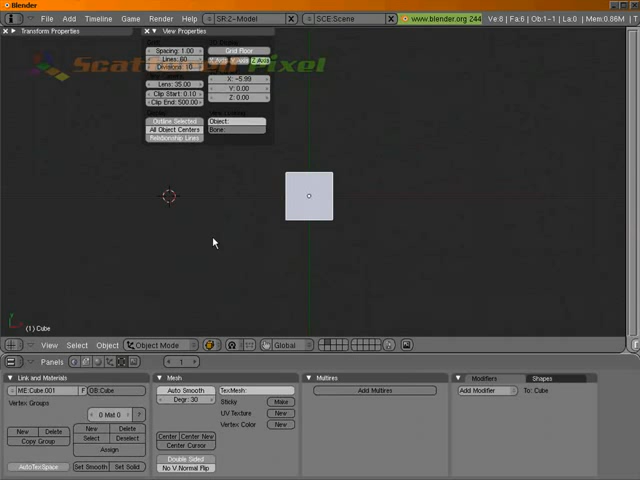 Blender
File Add Timeline Game Render Help SR:2-Model SCE:Scene www.blender.org 244 Ve:8 | Fa:6 | Ob:1-1 | La:0 | Mem:0.86M | T
Transform Properties View Properties
Spacing: 1.00 Grid Floor
Lines: 60 Z Axis
Divisions: 10
Lens: 35.00 X: -5.99
Clip Start: 0.10 Y: 0.00
Clip End: 500.00 Z: 0.00
Outline Selected Object:
All Object Centers Bone:
Relationship Lines
Pixel
(1) Cube
View Select Object Object Mode Global
Panels 1
Link and Materials Mesh Multires Modifiers Shapes
ME:Cube.001 F OB:Cube Auto Smooth TexMesh: Add Multires Add Modifier To: Cube
Vertex Groups Degr: 30 Sticky Make
0 Mat 0 ? UV Texture New
Vertex Color New
New Delete New Delete
Copy Group Select Deselect Center Center New
Assign Center Cursor
Double Sided
AutoTexSpace Set Smooth Set Solid No V.Normal Flip